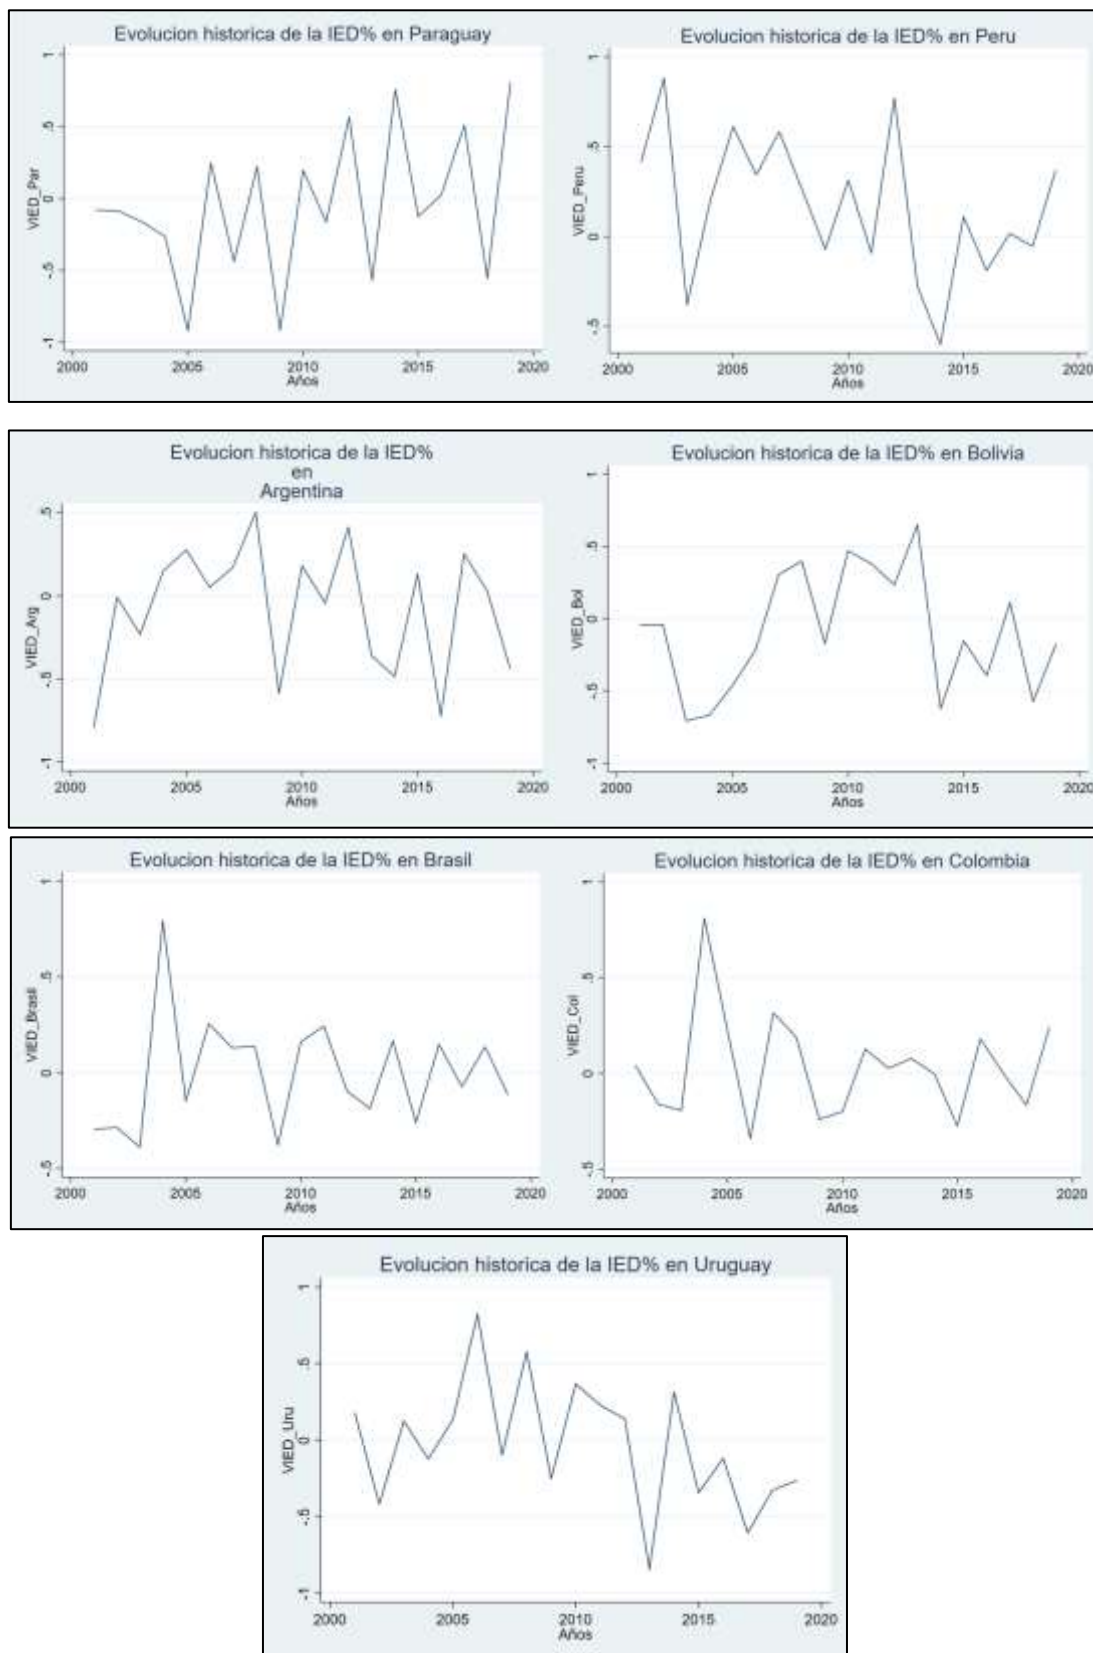 Evolucion historica de la IED% en Paraguay
1
.5
0
-.5
-1
VIED_Par
2000 2005 2010 2015 2020
Años
Evolucion historica de la IED% en Peru
1
.5
0
-.5
VIED_Peru
2000 2005 2010 2015 2020
Años
Evolucion historica de la IED%
en
Argentina
.5
0
-.5
-1
VIED_Arg
2000 2005 2010 2015 2020
Años
Evolucion historica de la IED% en Bolivia
1
.5
0
-.5
-1
VIED_Bol
2000 2005 2010 2015 2020
Años
Evolucion historica de la IED% en Brasil
1
.5
0
-.5
VIED_Brasil
2000 2005 2010 2015 2020
Años
Evolucion historica de la IED% en Colombia
1
.5
0
-.5
VIED_Col
2000 2005 2010 2015 2020
Años
Evolucion historica de la IED% en Uruguay
1
.5
0
-.5
-1
VIED_Uru
2000 2005 2010 2015 2020
Años